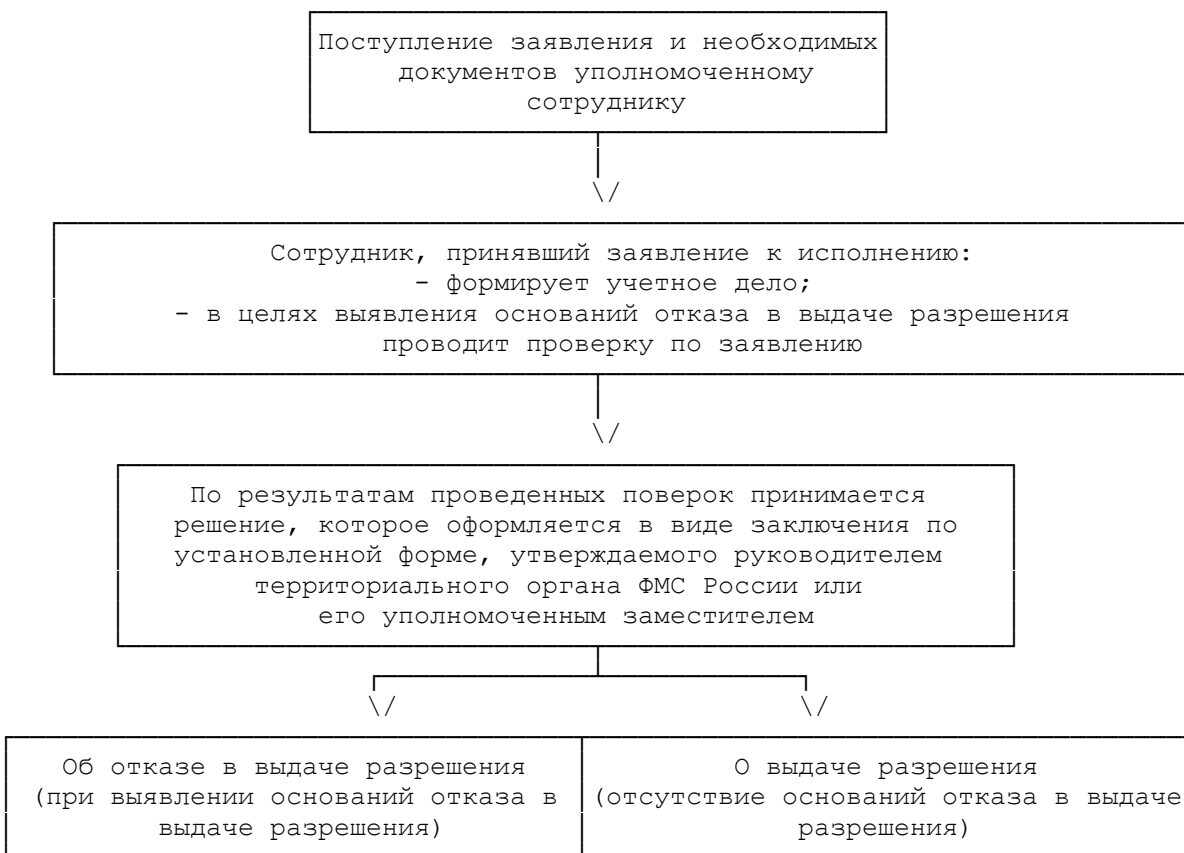 Поступление заявления и необходимых
документов уполномоченному
сотруднику
Сотрудник, принявший заявление к исполнению:
- формирует учетное дело;
- в целях выявления оснований отказа в выдаче разрешения
проводит проверку по заявлению
По результатам проведенных поверок принимается
решение, которое оформляется в виде заключения по
установленной форме, утверждаемого руководителем
территориального органа ФМС России или
его уполномоченным заместителем
Об отказе в выдаче разрешения
(при выявлении оснований отказа в
выдаче разрешения)
О выдаче разрешения
(отсутствие оснований отказа в выдаче
разрешения)